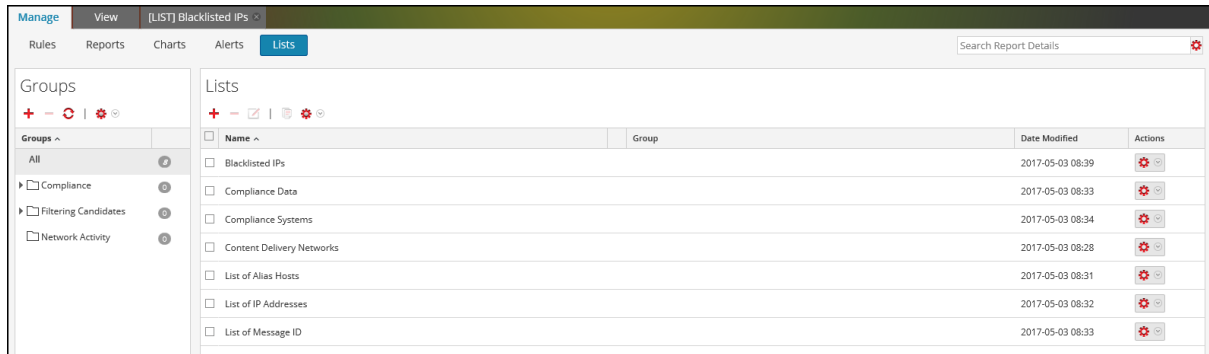 Manage View [LIST] Blacklisted IPs
Rules Reports Charts Alerts Lists Search Report Details
Groups
Lists
Groups
Name Group Date Modified Actions
All
Blacklisted IPs 2017-05-03 08:39
Compliance 0
Compliance Data 2017-05-03 08:33
Filtering Candidates 0
Compliance Systems 2017-05-03 08:34
Network Activity 0
Content Delivery Networks 2017-05-03 08:28
List of Alias Hosts 2017-05-03 08:31
List of IP Addresses 2017-05-03 08:32
List of Message ID 2017-05-03 08:33